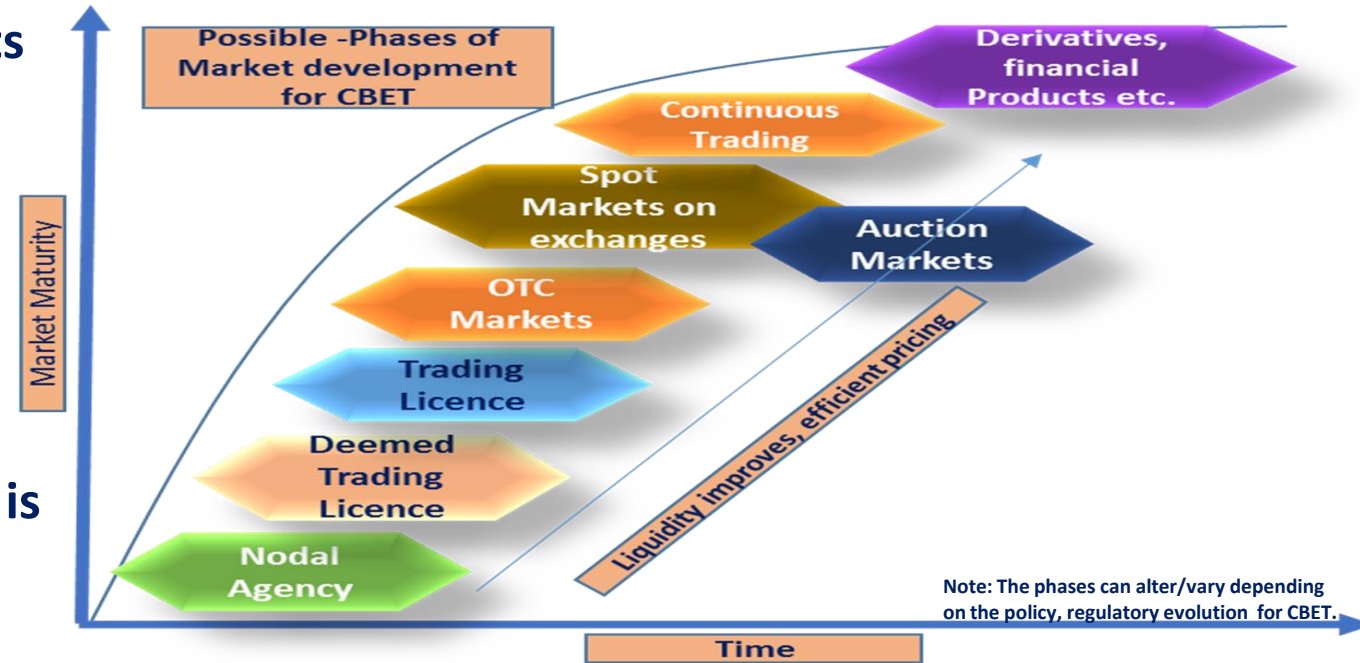 ts
Possible -Phases of
Market development
for CBET
Derivatives,
financial
Products etc.
Continuous
Trading
Spot
Markets on
exchanges
Auction
Markets
OTC
Markets
Trading
Licence
Deemed
Trading
Licence
Nodal
Agency
Market Maturity
is
Liquidity improves, efficient pricing
Note: The phases can alter/vary depending
on the policy, regulatory evolution for CBET.
Time